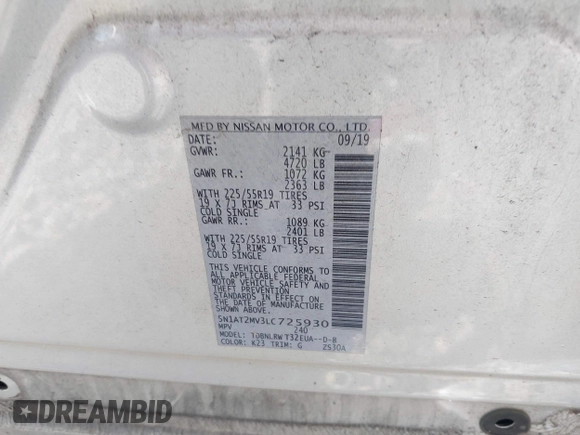 MFD BY NISSAN MOTOR CO., LTD.
DATE: 09/19
GVWR: 2141 KG
4720 LB
GAWR FR.: 1072 KG
2363 LB
WITH 225/55R19 TIRES
19 X 7J RIMS AT 33 PSI
COLD SINGLE
GAWR RR.: 1089 KG
2401 LB
WITH 225/55R19 TIRES
19 X 7J RIMS AT 33 PSI
COLD SINGLE
THIS VEHICLE CONFORMS TO
ALL APPLICABLE FEDERAL
MOTOR VEHICLE SAFETY AND
THEFT PREVENTION
STANDARDS IN EFFECT ON
THE DATE OF MANUFACTURE
SHOWN ABOVE.
5N1AT2MV3LC725930
MPV 240
MODEL: EUA--D-B
COLOR: K23 TRIM: G 2S30A
DREAMBID